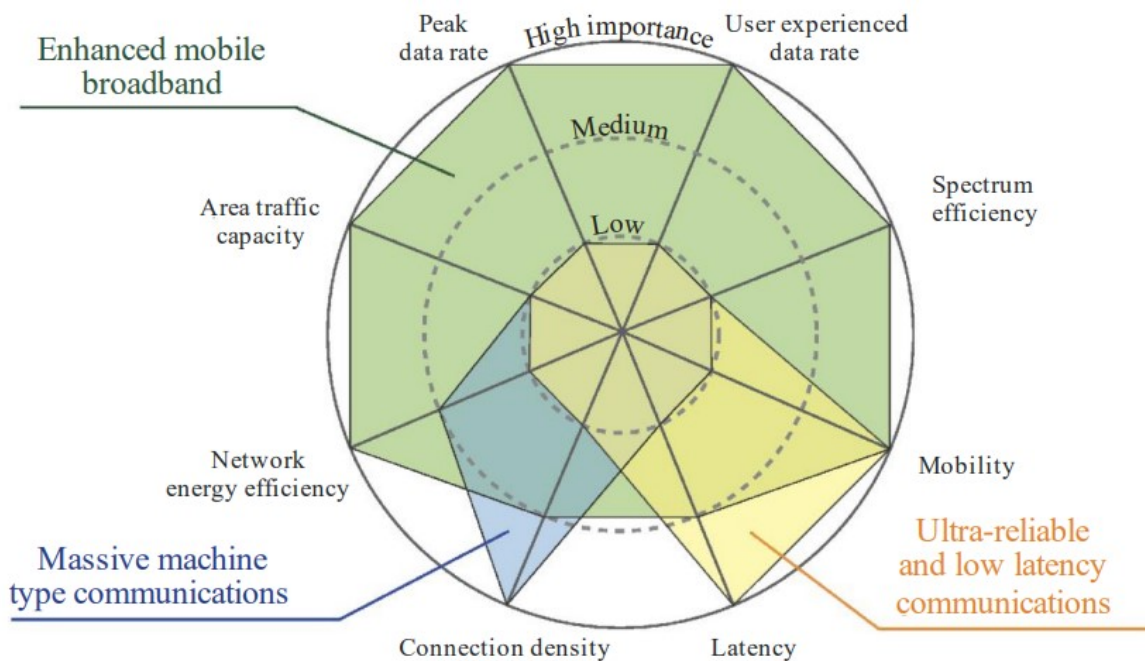 Peak
data rate
High importance
User experienced
data rate
Enhanced mobile
broadband
Medium
Area traffic
capacity
Spectrum
efficiency
Low
Network
energy efficiency
Mobility
Massive machine
type communications
Ultra-reliable
and low latency
communications
Connection density
Latency